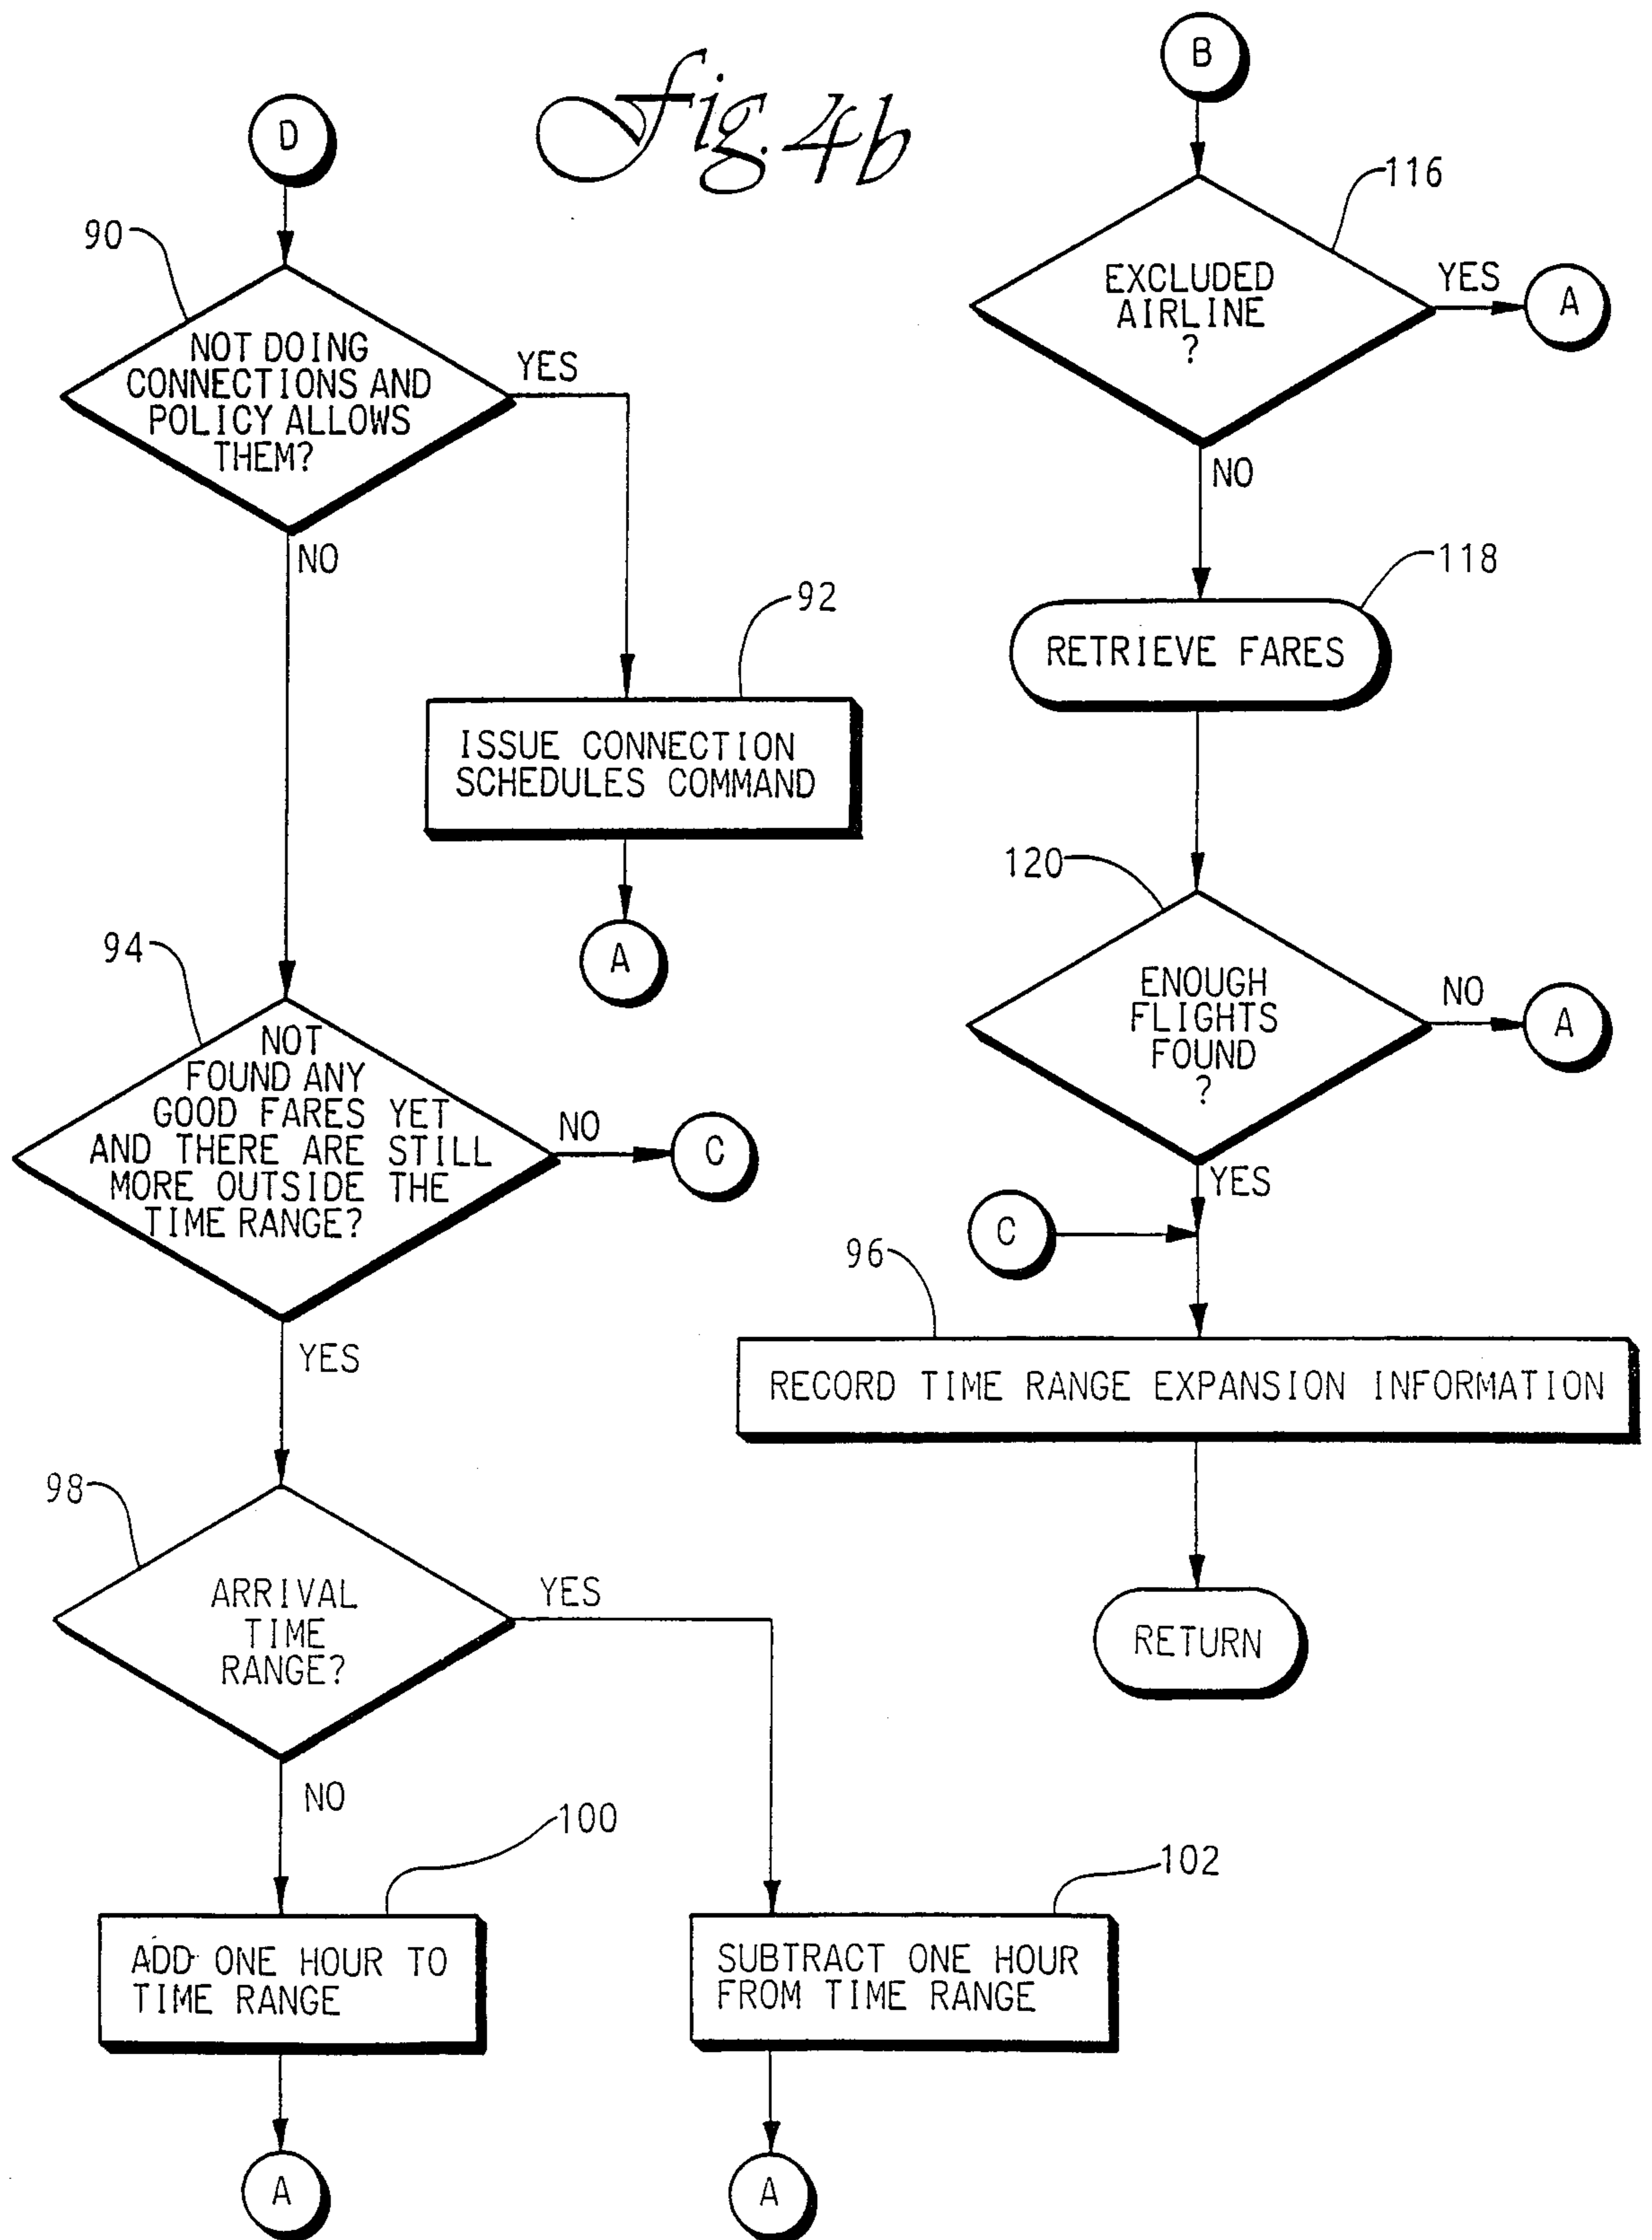 Fig. 4b
D
90
NOT DOING
CONNECTIONS AND
POLICY ALLOWS
THEM?
YES
NO
92
ISSUE CONNECTION
SCHEDULES COMMAND
A
94
NOT
FOUND ANY
GOOD FARES YET
AND THERE ARE STILL
MORE OUTSIDE THE
TIME RANGE?
NO
C
YES
98
ARRIVAL
TIME
RANGE?
YES
NO
100
ADD ONE HOUR TO
TIME RANGE
A
102
SUBTRACT ONE HOUR
FROM TIME RANGE
A
B
116
EXCLUDED
AIRLINE
?
YES
A
NO
118
RETRIEVE FARES
120
ENOUGH
FLIGHTS
FOUND
?
NO
A
YES
C
96
RECORD TIME RANGE EXPANSION INFORMATION
RETURN